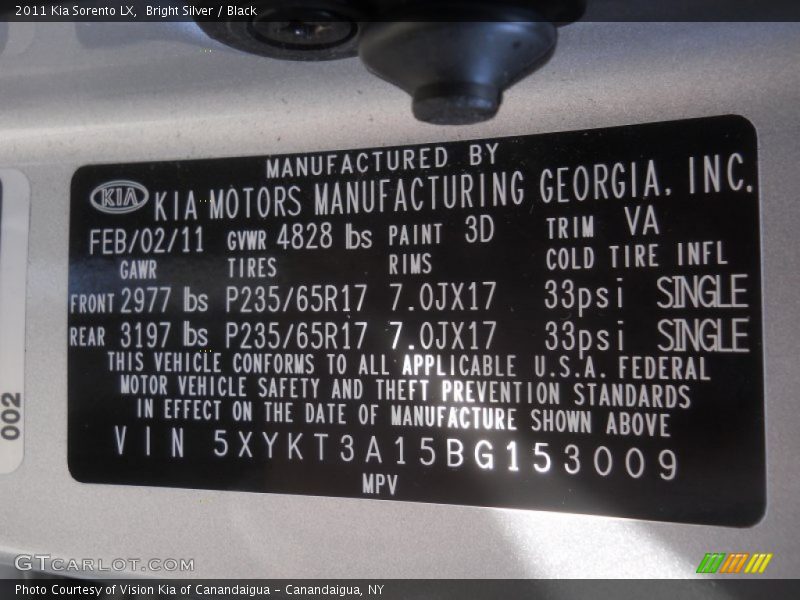 2011 Kia Sorento LX,  Bright Silver / Black
MANUFACTURED BY
KIA KIA MOTORS MANUFACTURING GEORGIA, INC.
FEB/02/11 GVWR 4828 lbs PAINT 3D TRIM VA
GAWR TIRES RIMS COLD TIRE INFL
FRONT 2977 lbs P235/65R17 7.0JX17 33psi SINGLE
REAR 3197 lbs P235/65R17 7.0JX17 33psi SINGLE
THIS VEHICLE CONFORMS TO ALL APPLICABLE U.S.A. FEDERAL
MOTOR VEHICLE SAFETY AND THEFT PREVENTION STANDARDS
IN EFFECT ON THE DATE OF MANUFACTURE SHOWN ABOVE
VIN 5XYKT3A15BG153009
MPV
002
GTCARLOT.COM
Photo Courtesy of Vision Kia of Canandaigua - Canandaigua, NY